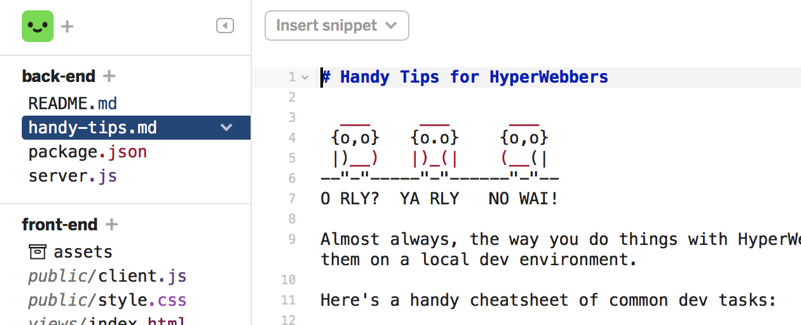 Insert snippet
back-end +
README.md
handy-tips.md
package.json
server.js
front-end +
assets
public/client.js
public/style.css
views/index.html
1 # Handy Tips for HyperWebbers
2
3  ___     ___      ___
4 {o,o}   {o.o}    {o,o}
5 |)__)   |)_(|    (__(|
6 --"-"-----"-"------"-"--
7 O RLY?  YA RLY   NO WAI!
8
9 Almost always, the way you do things with HyperWe
them on a local dev environment.
10
11 Here's a handy cheatsheet of common dev tasks:
12